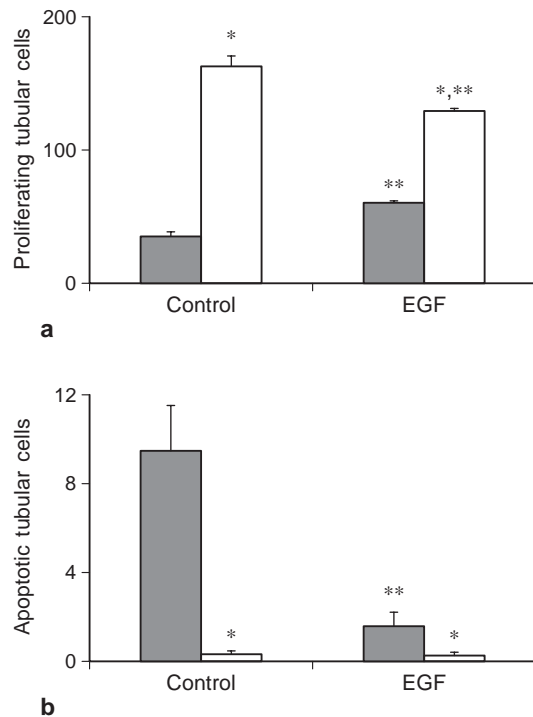 200
*
*,**
Proliferating tubular cells
100
**
0
Control
EGF
a
12
Apoptotic tubular cells
8
4
**
*
*
0
Control
EGF
b